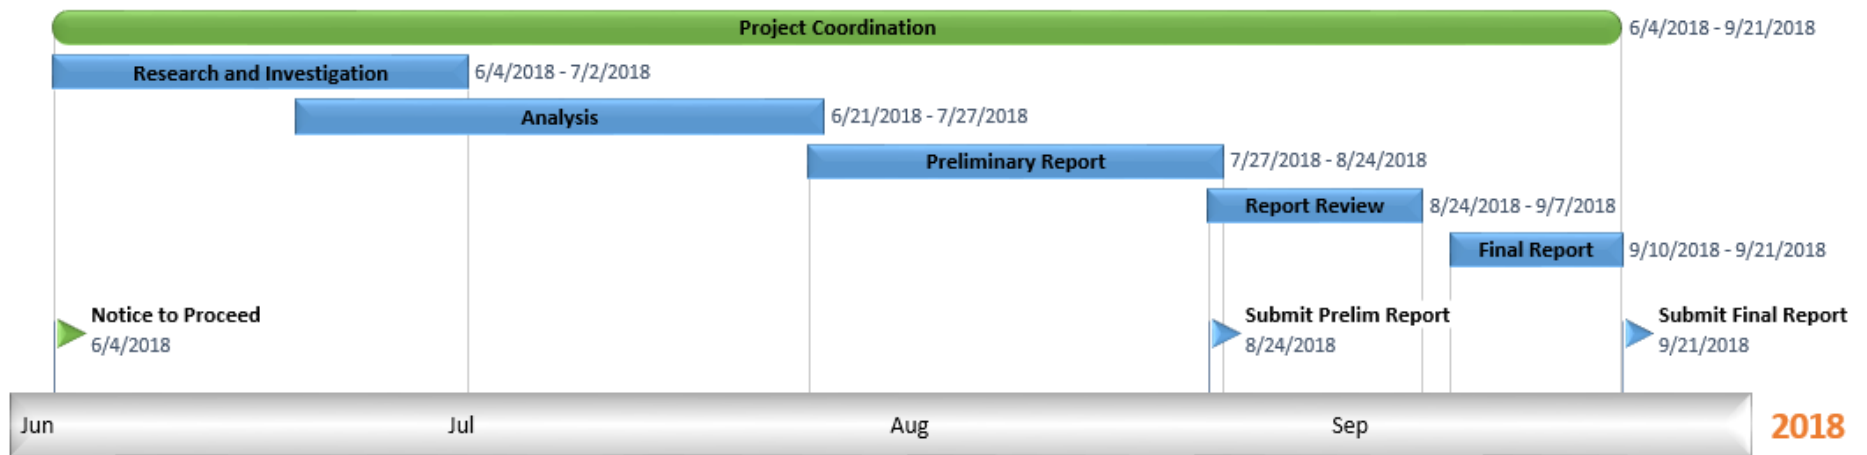 Project Coordination 6/4/2018 - 9/21/2018
Research and Investigation 6/4/2018 - 7/2/2018
Analysis 6/21/2018 - 7/27/2018
Preliminary Report 7/27/2018 - 8/24/2018
Report Review 8/24/2018 - 9/7/2018
Final Report 9/10/2018 - 9/21/2018
Notice to Proceed
6/4/2018
Submit Prelim Report
8/24/2018
Submit Final Report
9/21/2018
Jun Jul Aug Sep 2018